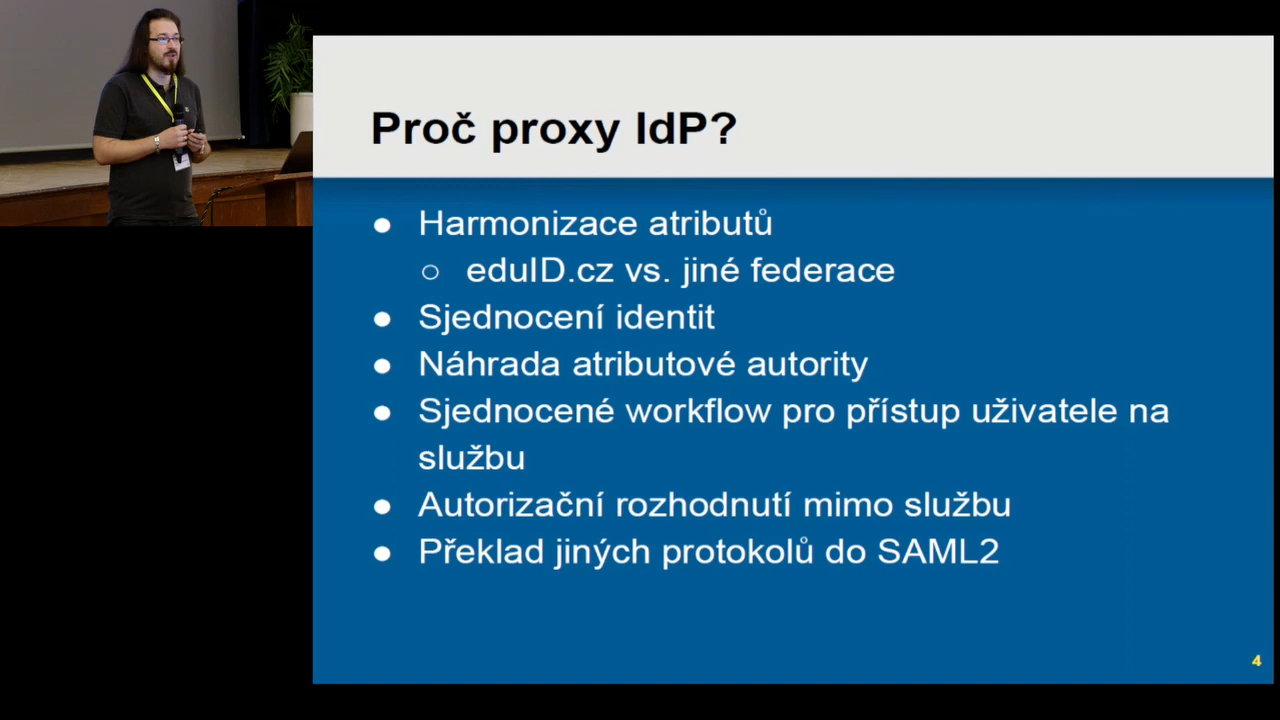 Proč proxy IdP?
● Harmonizace atributů
○ eduID.cz vs. jiné federace
● Sjednocení identit
● Náhrada atributové autority
● Sjednocené workflow pro přístup uživatele na
službu
● Autorizační rozhodnutí mimo službu
● Překlad jiných protokolů do SAML2
4